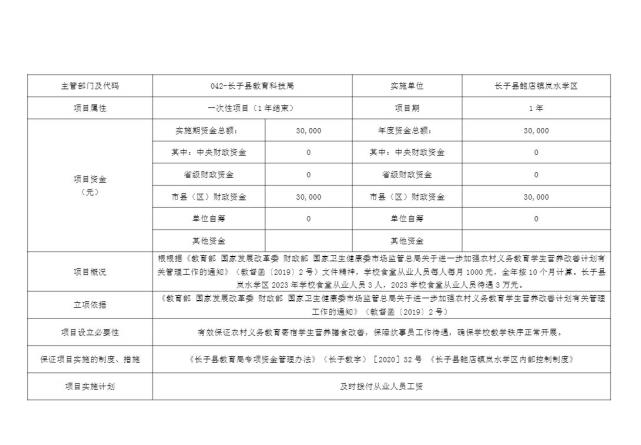 主管部门及代码 042-长子县教育科技局 实施单位 长子县鲍店镇岚水学区
项目属性 一次性项目（1年结束） 项目期 1年
项目资金（元） 实施期资金总额： 30,000 年度资金总额： 30,000
其中：中央财政资金 0 其中：中央财政资金 0
省级财政资金 0 省级财政资金 0
市县（区）财政资金 30,000 市县（区）财政资金 30,000
单位自筹 0 单位自筹 0
其他资金 其他资金
项目概况 根根据《教育部 国家发展改革委 财政部 国家卫生健康委市场监管总局关于进一步加强农村义务教育学生营养改善计划有
关管理工作的通知》（教督函〔2019〕2号）文件精神，学校食堂从业人员每人每月1000元，全年按10个月计算。长子县
岚水学区2023年学校食堂从业人员3人，2023学校食堂从业人员待遇3万元。
立项依据 《教育部 国家发展改革委 财政部 国家卫生健康委市场监管总局关于进一步加强农村义务教育学生营养改善计划有关管理
工作的通知》（教督函〔2019〕2号）
项目设立必要性 有效保证农村义务教育寄宿学生营养膳食改善，保障炊事员工作待遇，确保学校教学秩序正常开展。
保证项目实施的制度、措施 《长子县教育局专项资金管理办法》（长子教字）［2020］32号 《长子县鲍店镇岚水学区内部控制制度》
项目实施计划 及时拨付从业人员工资